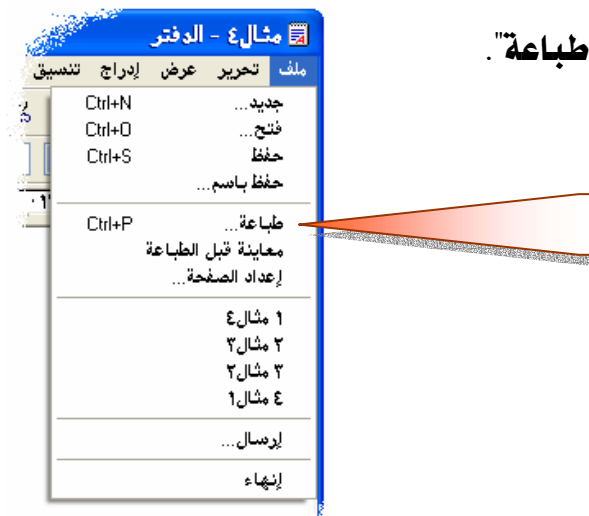 طباعة".
مثال٤ - الدفتر
ملف تحرير عرض إدراج تنسيق
جديد... Ctrl+N
فتح... Ctrl+O
حفظ Ctrl+S
حفظ باسم...
طباعة... Ctrl+P
معاينة قبل الطباعة
إعداد الصفحة...
١ مثال٤
٢ مثال٣
٣ مثال٢
٤ مثال١
إرسال...
إنهاء